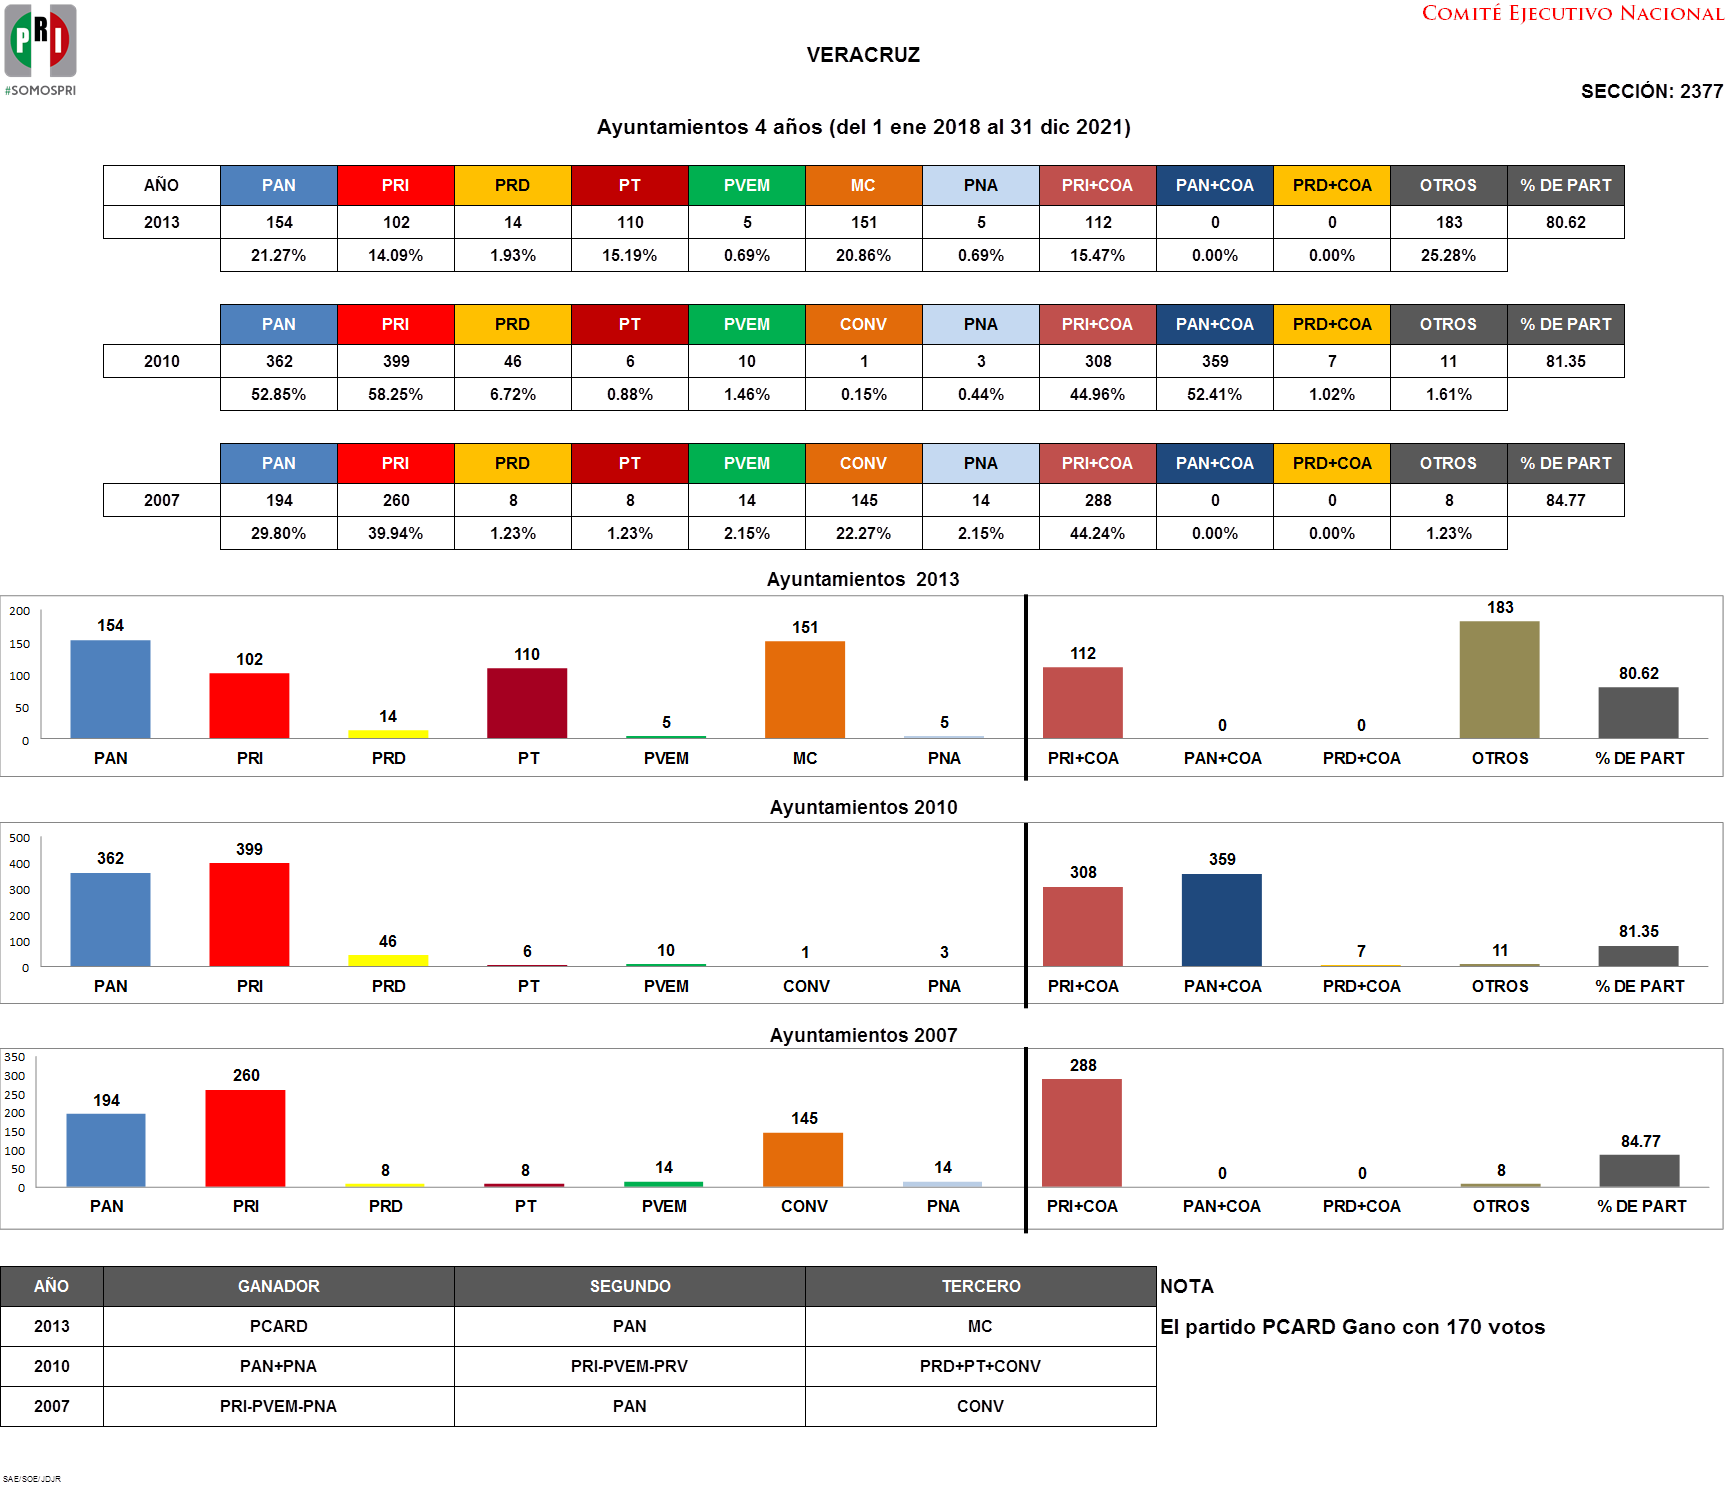 PRI
#SOMOSPRI
COMITÉ EJECUTIVO NACIONAL
VERACRUZ
SECCIÓN: 2377
Ayuntamientos 4 años (del 1 ene 2018 al 31 dic 2021)
AÑO PAN PRI PRD PT PVEM MC PNA PRI+COA PAN+COA PRD+COA OTROS % DE PART
2013 154 102 14 110 5 151 5 112 0 0 183 80.62
21.27% 14.09% 1.93% 15.19% 0.69% 20.86% 0.69% 15.47% 0.00% 0.00% 25.28%
PAN PRI PRD PT PVEM CONV PNA PRI+COA PAN+COA PRD+COA OTROS % DE PART
2010 362 399 46 6 10 1 3 308 359 7 11 81.35
52.85% 58.25% 6.72% 0.88% 1.46% 0.15% 0.44% 44.96% 52.41% 1.02% 1.61%
PAN PRI PRD PT PVEM CONV PNA PRI+COA PAN+COA PRD+COA OTROS % DE PART
2007 194 260 8 8 14 145 14 288 0 0 8 84.77
29.80% 39.94% 1.23% 1.23% 2.15% 22.27% 2.15% 44.24% 0.00% 0.00% 1.23%
Ayuntamientos 2013
200
150
100
50
0
154 102 14 110 5 151 5 112 0 0 183 80.62
PAN PRI PRD PT PVEM MC PNA PRI+COA PAN+COA PRD+COA OTROS % DE PART
Ayuntamientos 2010
500
400
300
200
100
0
362 399 46 6 10 1 3 308 359 7 11 81.35
PAN PRI PRD PT PVEM CONV PNA PRI+COA PAN+COA PRD+COA OTROS % DE PART
Ayuntamientos 2007
350
300
250
200
150
100
50
0
194 260 8 8 14 145 14 288 0 0 8 84.77
PAN PRI PRD PT PVEM CONV PNA PRI+COA PAN+COA PRD+COA OTROS % DE PART
AÑO GANADOR SEGUNDO TERCERO NOTA
2013 PCARD PAN MC El partido PCARD Gano con 170 votos
2010 PAN+PNA PRI-PVEM-PRV PRD+PT+CONV
2007 PRI-PVEM-PNA PAN CONV
SAE/SOE/JDJR